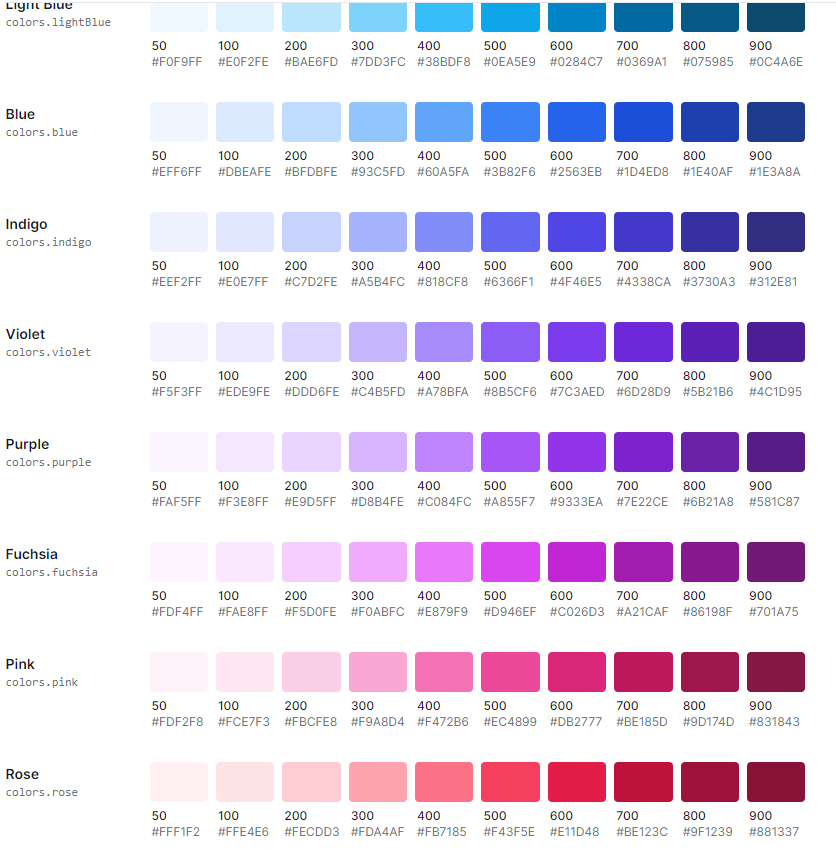 Light Blue
colors.lightBlue
50 100 200 300 400 500 600 700 800 900
#F0F9FF #E0F2FE #BAE6FD #7DD3FC #38BDF8 #0EA5E9 #0284C7 #0369A1 #075985 #0C4A6E
Blue
colors.blue
50 100 200 300 400 500 600 700 800 900
#EFF6FF #DBEAFE #BFDBFE #93C5FD #60A5FA #3B82F6 #2563EB #1D4ED8 #1E40AF #1E3A8A
Indigo
colors.indigo
50 100 200 300 400 500 600 700 800 900
#EEF2FF #E0E7FF #C7D2FE #A5B4FC #818CF8 #6366F1 #4F46E5 #4338CA #3730A3 #312E81
Violet
colors.violet
50 100 200 300 400 500 600 700 800 900
#F5F3FF #EDE9FE #DDD6FE #C4B5FD #A78BFA #8B5CF6 #7C3AED #6D28D9 #5B21B6 #4C1D95
Purple
colors.purple
50 100 200 300 400 500 600 700 800 900
#FAF5FF #F3E8FF #E9D5FF #D8B4FE #C084FC #A855F7 #9333EA #7E22CE #6B21A8 #581C87
Fuchsia
colors.fuchsia
50 100 200 300 400 500 600 700 800 900
#FDF4FF #FAE8FF #F5D0FE #F0ABFC #E879F9 #D946EF #C026D3 #A21CAF #86198F #701A75
Pink
colors.pink
50 100 200 300 400 500 600 700 800 900
#FDF2F8 #FCE7F3 #FBCFE8 #F9A8D4 #F472B6 #EC4899 #DB2777 #BE185D #9D174D #831843
Rose
colors.rose
50 100 200 300 400 500 600 700 800 900
#FFF1F2 #FFE4E6 #FECDD3 #FDA4AF #FB7185 #F43F5E #E11D48 #BE123C #9F1239 #881337